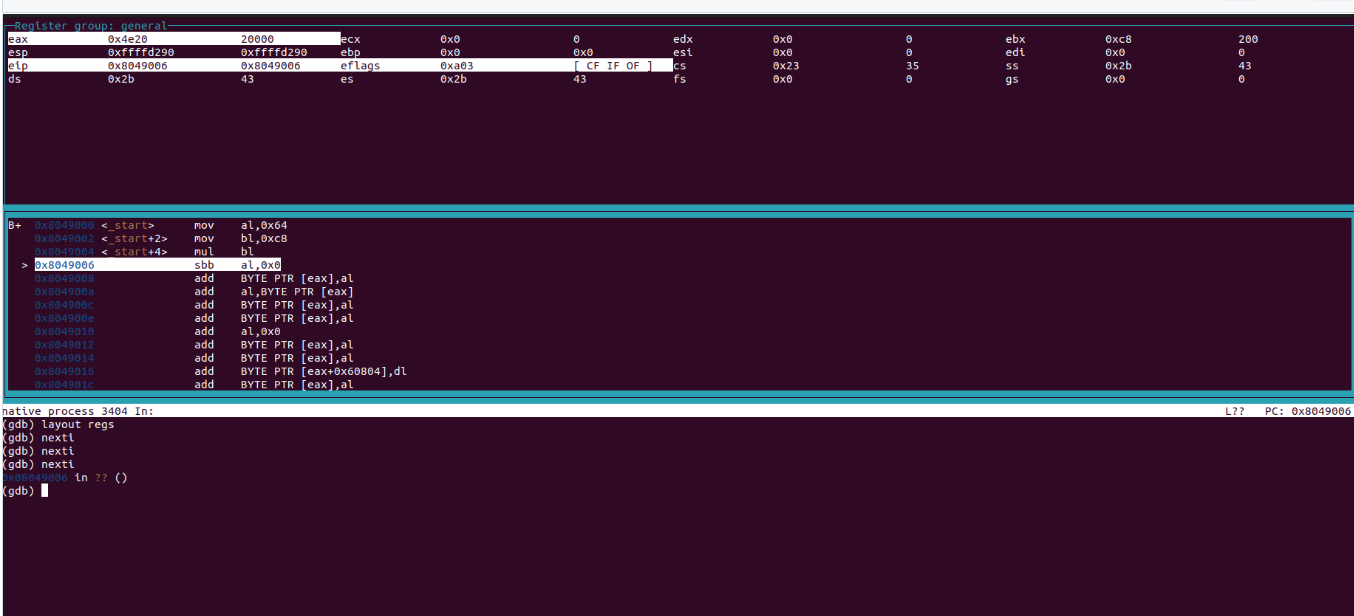 Register group: general
eax 0x4e20 20000 ecx 0x0 0 edx 0x0 0 ebx 0xc8 200
esp 0xffffd290 0xffffd290 ebp 0x0 0x0 esi 0x0 0 edi 0x0 0
eip 0x8049006 0x8049006 eflags 0xa03 [ CF IF OF ] cs 0x23 35 ss 0x2b 43
ds 0x2b 43 es 0x2b 43 fs 0x0 0 gs 0x0 0
B+ 0x8049000 <_start> mov al,0x64
0x8049002 <_start+2> mov bl,0xc8
0x8049004 <_start+4> mul bl
> 0x8049006 sbb al,0x0
0x8049008 add BYTE PTR [eax],al
0x804900a add al,BYTE PTR [eax]
0x804900c add BYTE PTR [eax],al
0x804900e add BYTE PTR [eax],al
0x8049010 add al,0x0
0x8049012 add BYTE PTR [eax],al
0x8049014 add BYTE PTR [eax],al
0x8049016 add BYTE PTR [eax+0x60804],dl
0x804901c add BYTE PTR [eax],al
native process 3404 In: L?? PC: 0x8049006
(gdb) layout regs
(gdb) nexti
(gdb) nexti
(gdb) nexti
0x08049006 in ?? ()
(gdb)